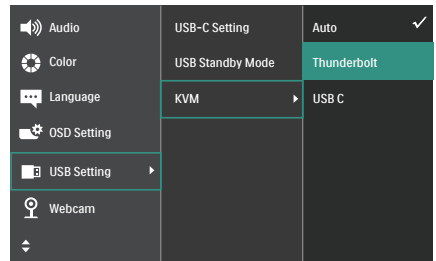 Audio
Color
Language
OSD Setting
USB Setting
Webcam
USB-C Setting
USB Standby Mode
KVM
Auto
Thunderbolt
USB C